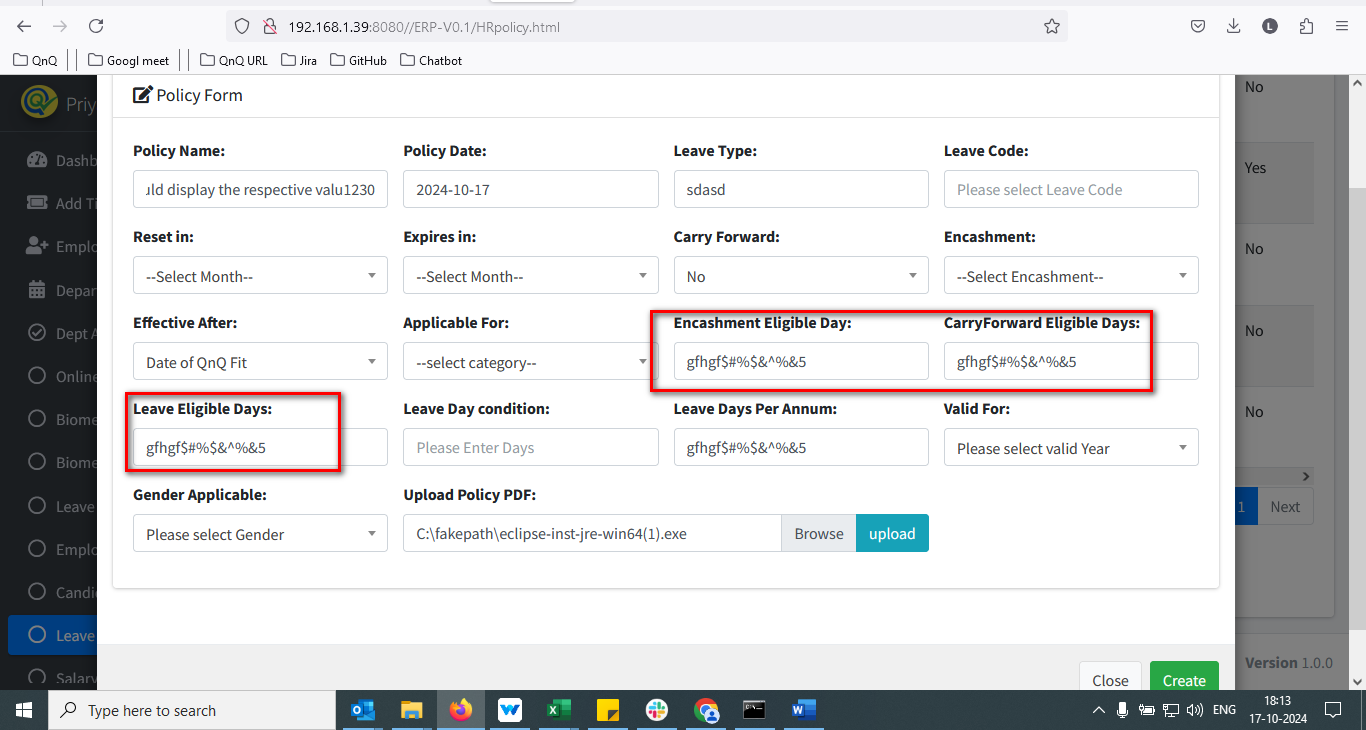 192.168.1.39:8080//ERP-V0.1/HRpolicy.html
L
QnQ
Googl meet
QnQ URL
Jira
GitHub
Chatbot
Priy
Dashb
Add Ti
Emplo
Depar
Dept A
Online
Biome
Biome
Leave
Emplo
Candid
Leave
Salary
Policy Form
Policy Name:
Policy Date:
Leave Type:
Leave Code:
uld display the respective valu1230
2024-10-17
sdasd
Please select Leave Code
Reset in:
Expires in:
Carry Forward:
Encashment:
--Select Month--
--Select Month--
No
--Select Encashment--
Effective After:
Applicable For:
Encashment Eligible Day:
CarryForward Eligible Days:
Date of QnQ Fit
--select category--
gfhgf$#%$&^%&5
gfhgf$#%$&^%&5
Leave Eligible Days:
Leave Day condition:
Leave Days Per Annum:
Valid For:
gfhgf$#%$&^%&5
Please Enter Days
gfhgf$#%$&^%&5
Please select valid Year
Gender Applicable:
Upload Policy PDF:
Please select Gender
C:\fakepath\eclipse-inst-jre-win64(1).exe
Browse
upload
Close
Create
No
Yes
No
No
No
1
Next
Version 1.0.0
Type here to search
ENG
18:13
17-10-2024